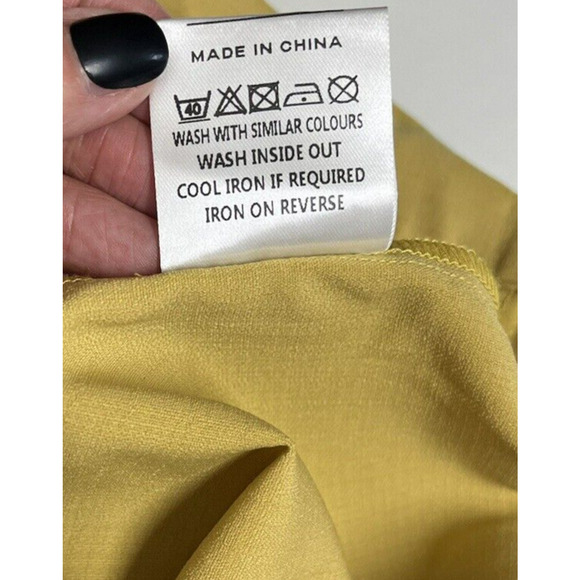 MADE IN CHINA
40
WASH WITH SIMILAR COLOURS
WASH INSIDE OUT
COOL IRON IF REQUIRED
IRON ON REVERSE